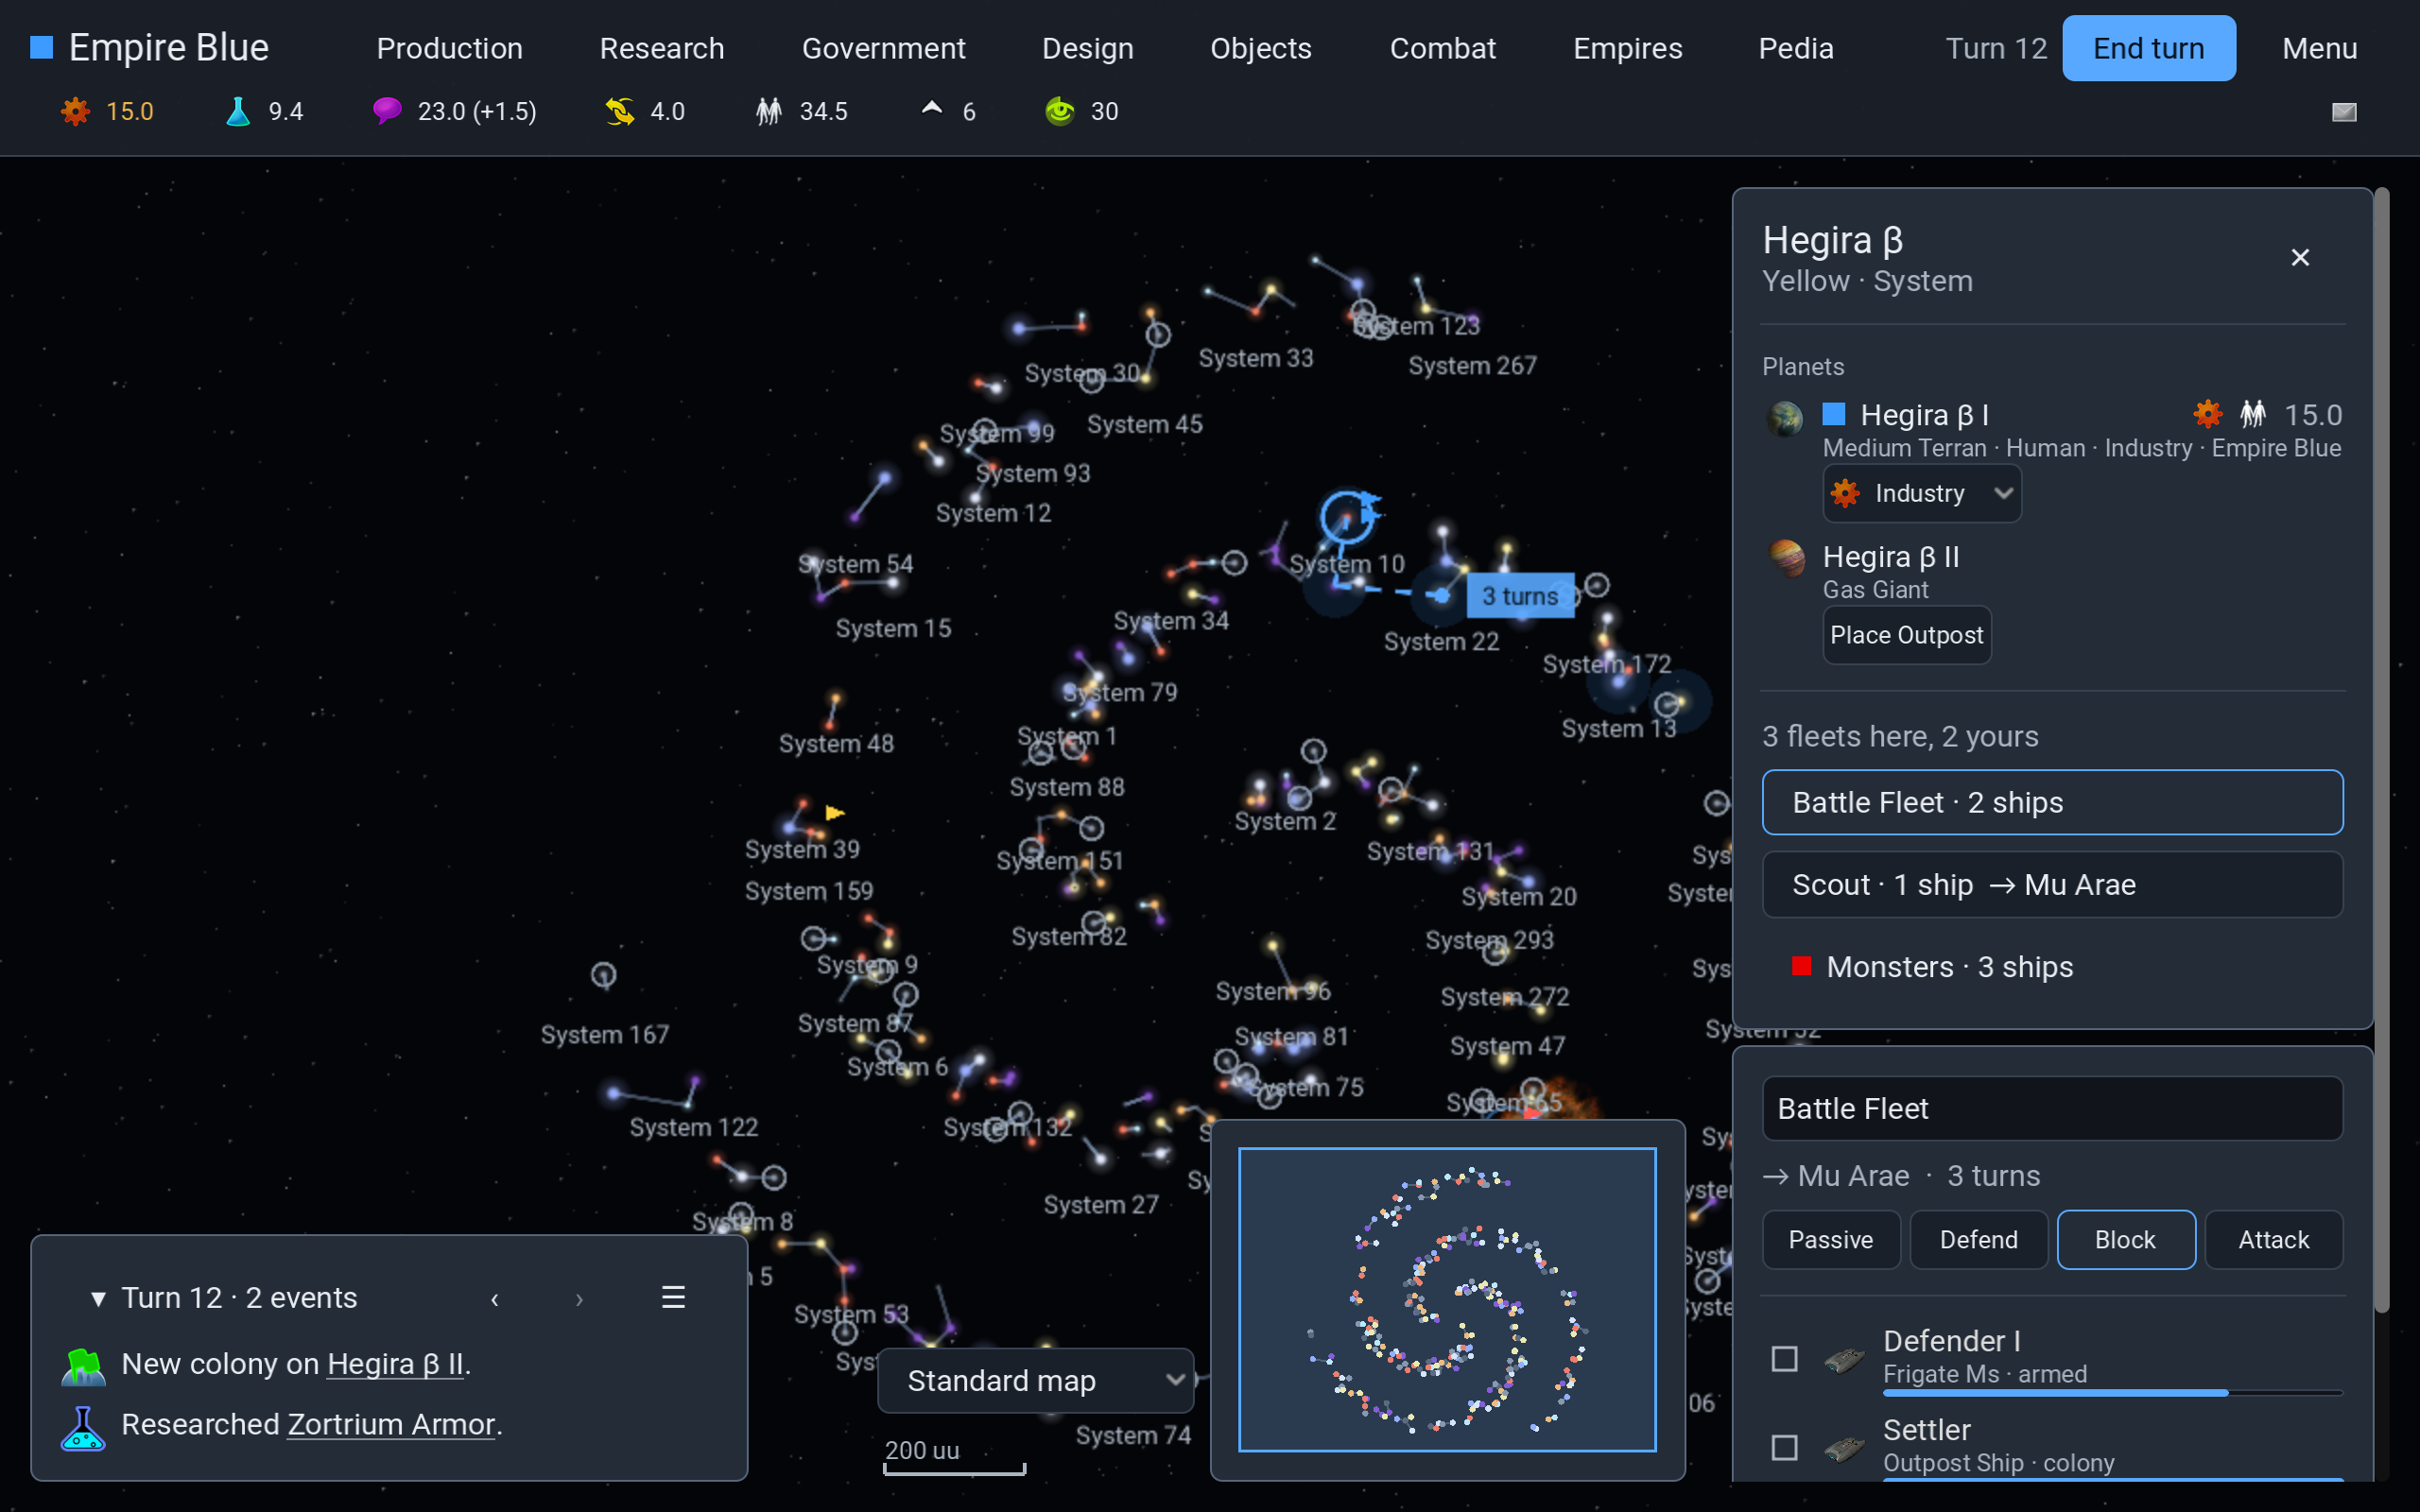 Empire Blue
Production
Research
Government
Design
Objects
Combat
Empires
Pedia
Turn 12
End turn
Menu
15.0
9.4
23.0 (+1.5)
4.0
34.5
6
30
System 123
System 33
System 267
System 30
System 45
System 99
System 93
System 12
System 54
System 10
System 15
System 34
3 turns
System 22
System 172
System 79
System 13
System 1
System 48
System 88
System 2
System 39
System 151
System 131
System 159
System 20
System 82
System 293
System 9
System 96
System 272
System 167
System 87
System 81
System 47
System 6
System 75
System 65
System 122
System 132
System 27
System 8
System 53
System 74
Hegira β
Yellow · System
Planets
Hegira β I
15.0
Medium Terran · Human · Industry · Empire Blue
Industry
Hegira β II
Gas Giant
Place Outpost
3 fleets here, 2 yours
Battle Fleet · 2 ships
Scout · 1 ship → Mu Arae
Monsters · 3 ships
Battle Fleet
→ Mu Arae · 3 turns
Passive
Defend
Block
Attack
Defender I
Frigate Ms · armed
Settler
Outpost Ship · colony
▼ Turn 12 · 2 events
New colony on Hegira β II.
Researched Zortrium Armor.
Standard map
200 uu